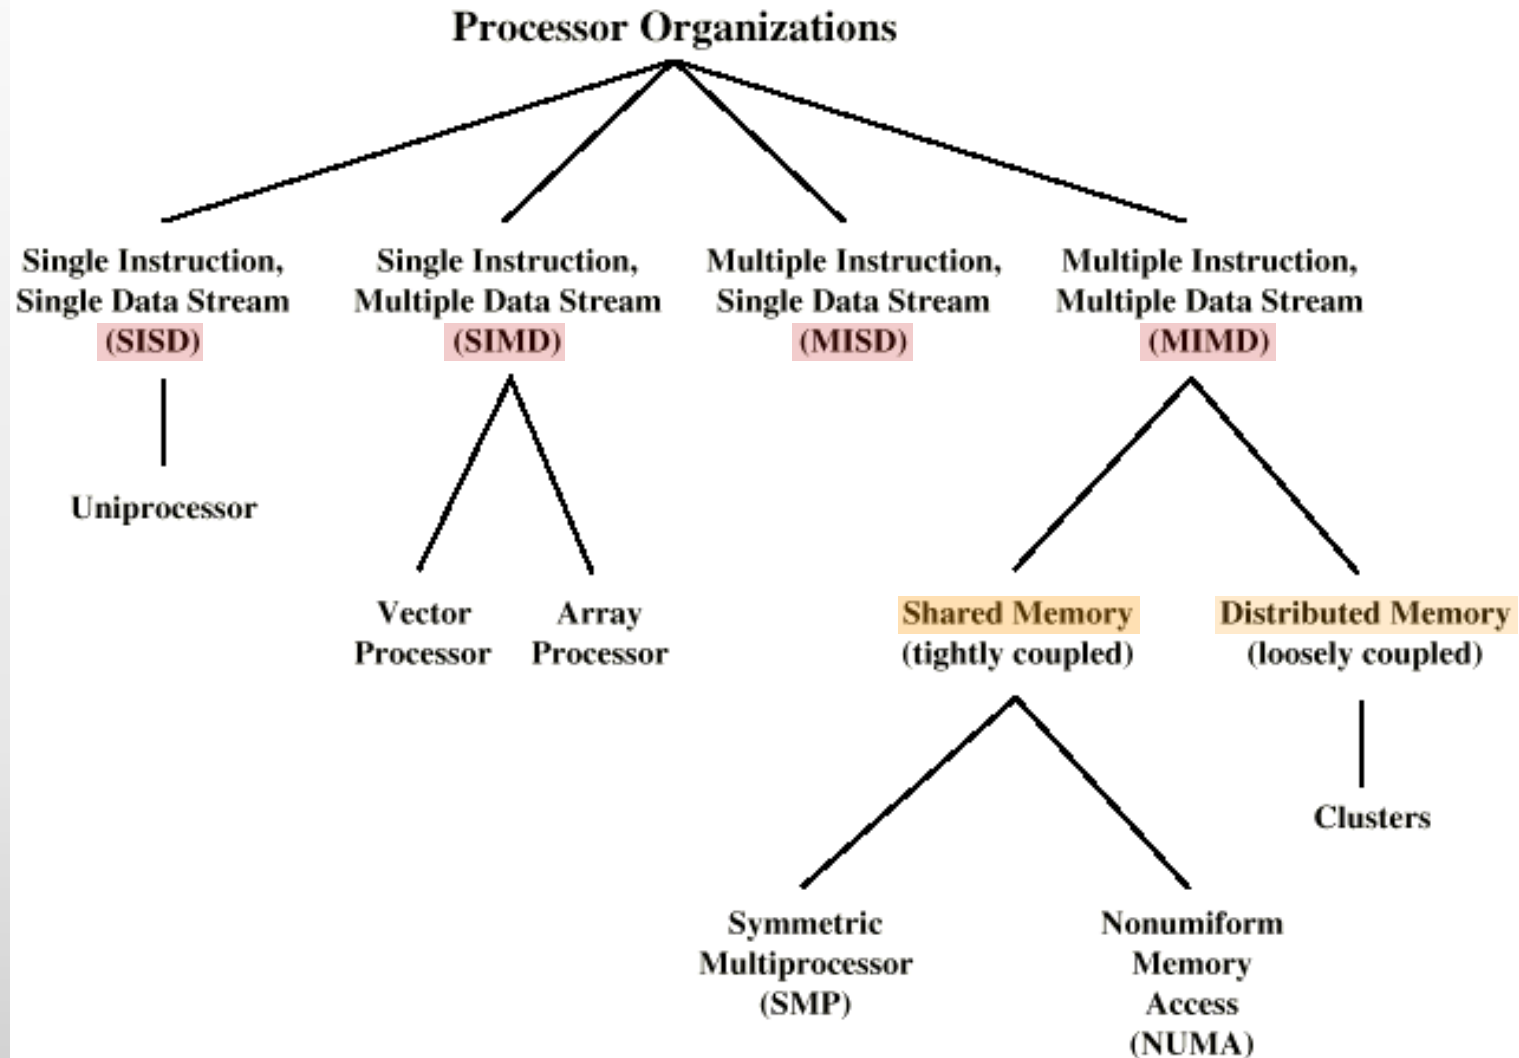 Processor Organizations
Single Instruction,
Single Data Stream
(SISD)
Single Instruction,
Multiple Data Stream
(SIMD)
Multiple Instruction,
Single Data Stream
(MISD)
Multiple Instruction,
Multiple Data Stream
(MIMD)
Uniprocessor
Vector
Processor
Array
Processor
Shared Memory
(tightly coupled)
Distributed Memory
(loosely coupled)
Clusters
Symmetric
Multiprocessor
(SMP)
Nonumiform
Memory
Access
(NUMA)